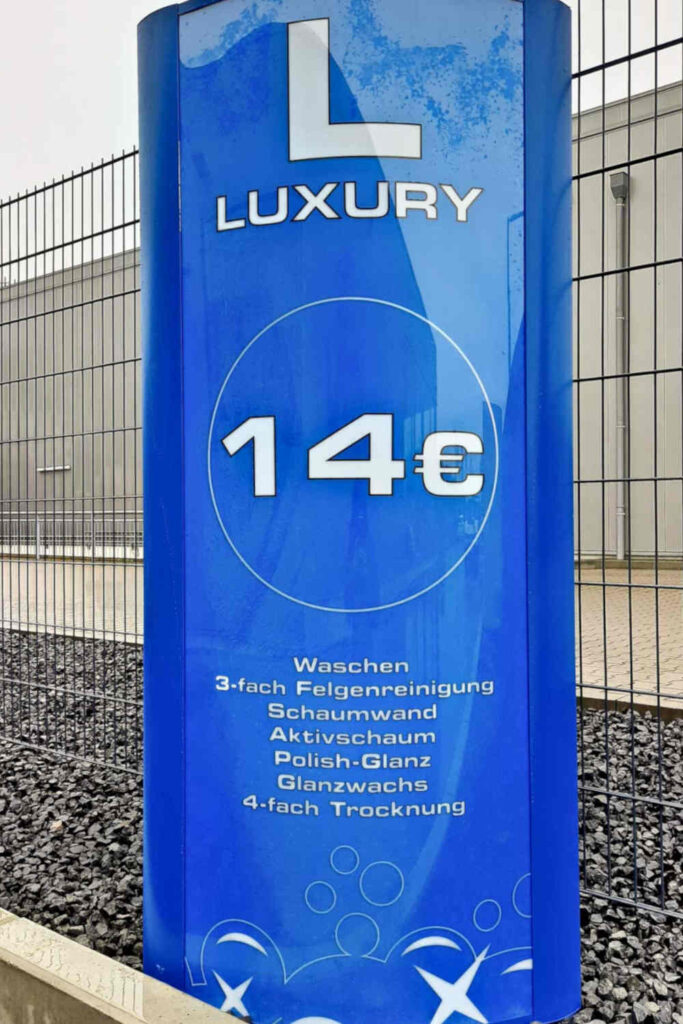 L
LUXURY
14€
Waschen
3-fach Felgenreinigung
Schaumwand
Aktivschaum
Polish-Glanz
Glanzwachs
4-fach Trocknung